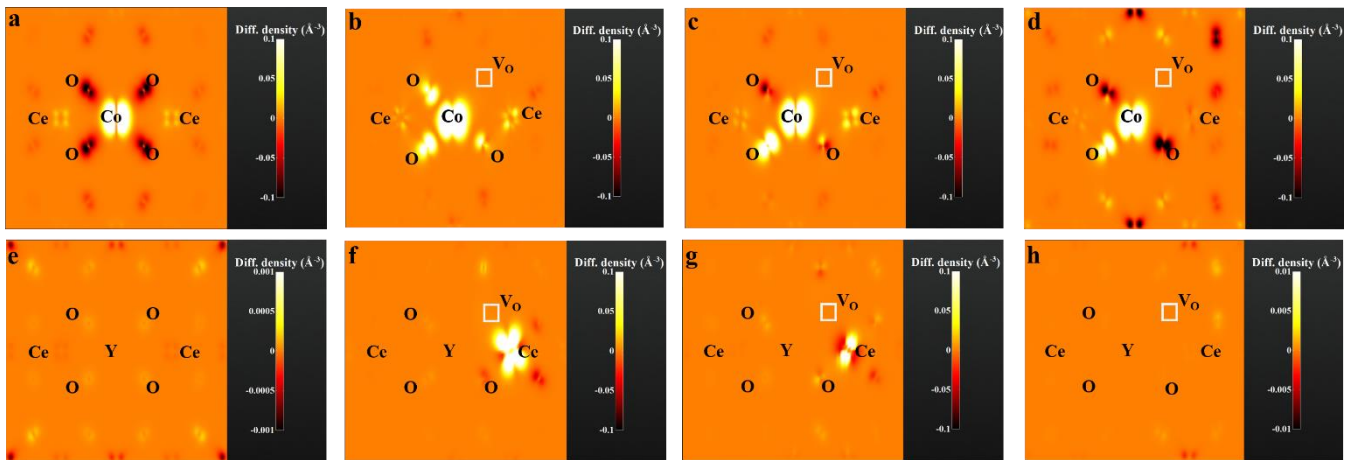 a
Diff. density (Å⁻³)
0.1
0.05
0
-0.05
-0.1
O
O
Ce
Co
Ce
O
O
b
Diff. density (Å⁻³)
0.1
0.05
0
-0.05
-0.1
V_O
O
Ce
Co
Ce
O
O
c
Diff. density (Å⁻³)
0.1
0.05
0
-0.05
-0.1
V_O
O
Ce
Co
Ce
O
O
d
Diff. density (Å⁻³)
0.1
0.05
0
-0.05
-0.1
V_O
O
Ce
Co
Ce
O
O
e
Diff. density (Å⁻³)
0.001
0.0005
0
-0.0005
-0.001
O
O
Ce
Y
Ce
O
O
f
Diff. density (Å⁻³)
0.1
0.05
0
-0.05
-0.1
V_O
O
Ce
Y
Ce
O
O
g
Diff. density (Å⁻³)
0.1
0.05
0
-0.05
-0.1
V_O
O
Ce
Y
Ce
O
O
h
Diff. density (Å⁻³)
0.01
0.005
0
-0.005
-0.01
V_O
O
Ce
Y
Ce
O
O